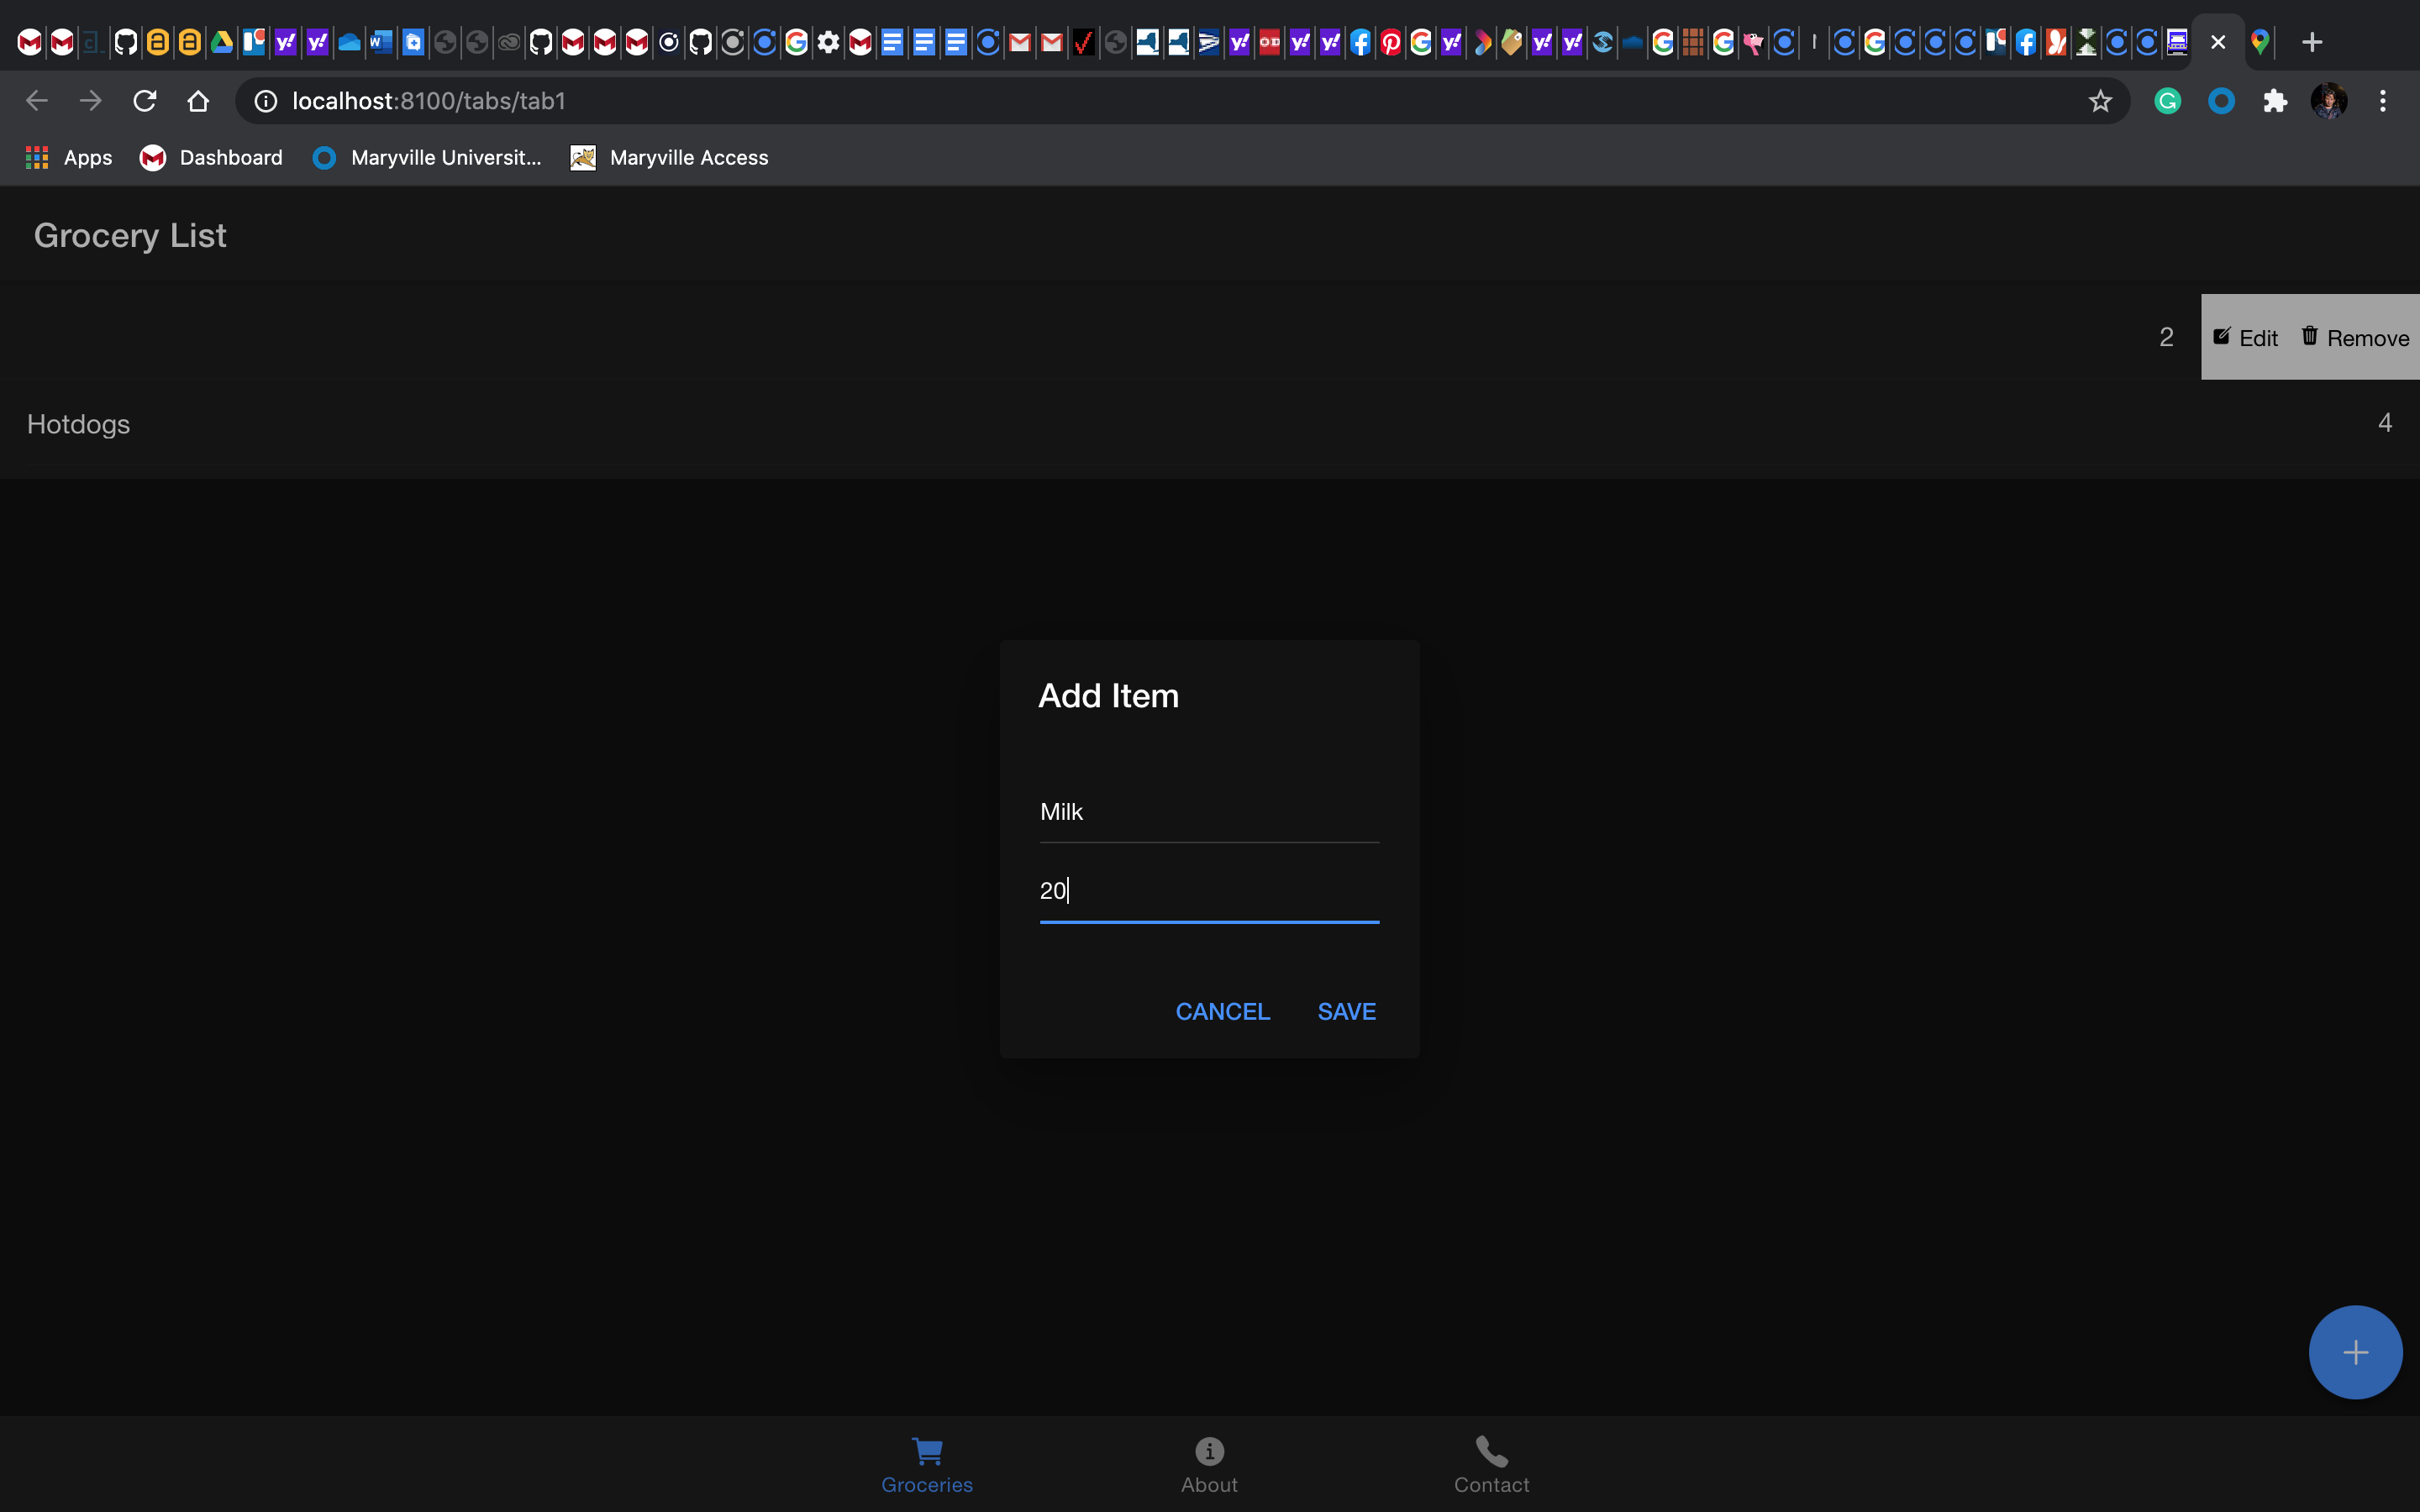 localhost:8100/tabs/tab1
Apps
Dashboard
Maryville Universit...
Maryville Access
Grocery List
2
Edit
Remove
Hotdogs
4
Add Item
Milk
20
CANCEL
SAVE
Groceries
About
Contact